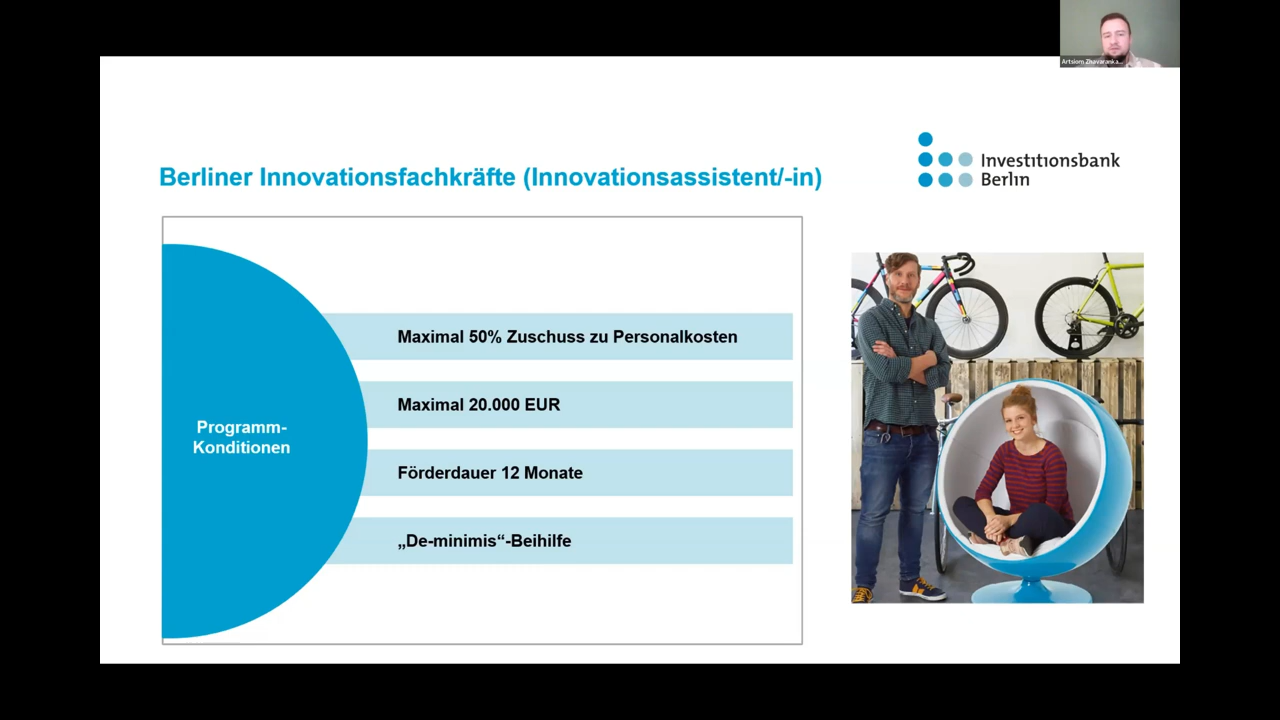 Artsiom Zhavaranka...
Berliner Innovationsfachkräfte (Innovationsassistent/-in)
Investitionsbank
Berlin
Programm-
Konditionen
Maximal 50% Zuschuss zu Personalkosten
Maximal 20.000 EUR
Förderdauer 12 Monate
„De-minimis“-Beihilfe